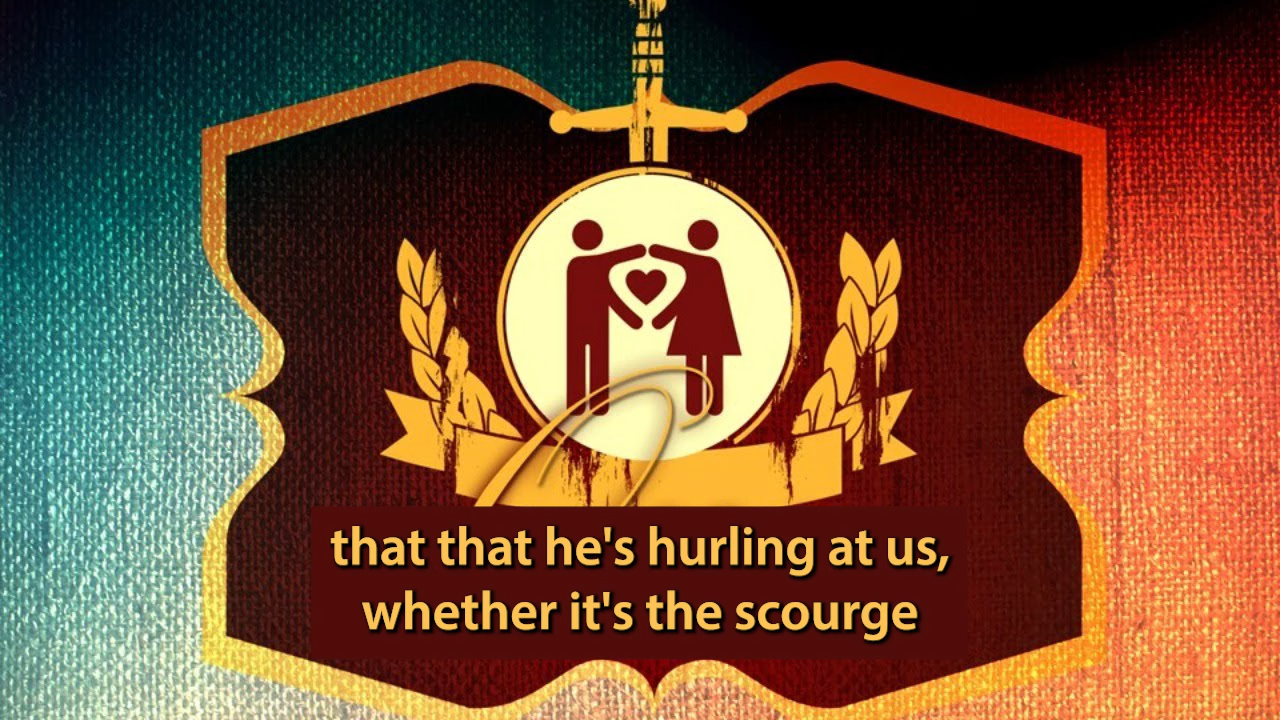 that that he's hurling at us,
whether it's the scourge